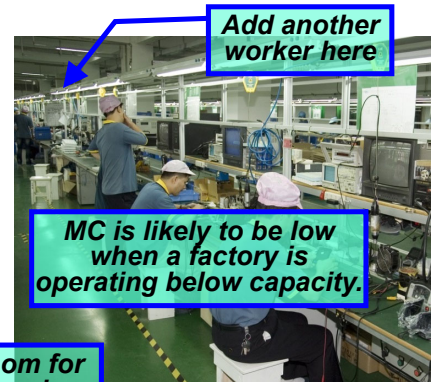 Add another
worker here
MC is likely to be low
when a factory is
operating below capacity.
om for